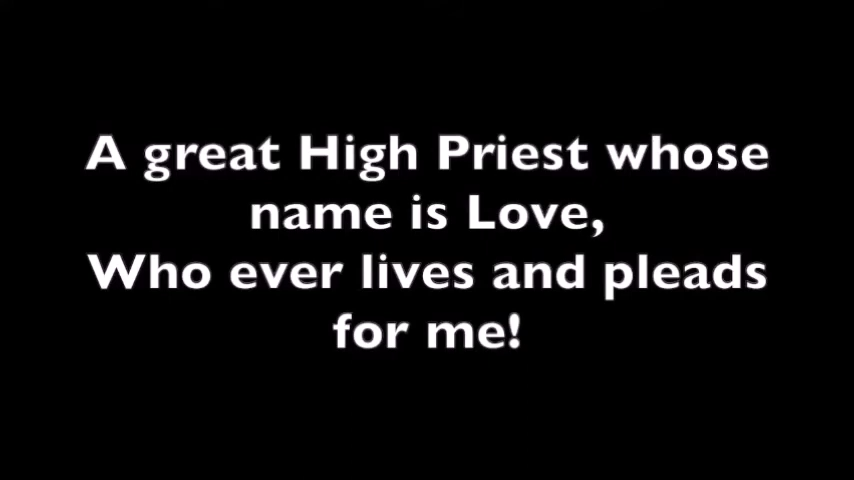 A great High Priest whose
name is Love,
Who ever lives and pleads
for me!